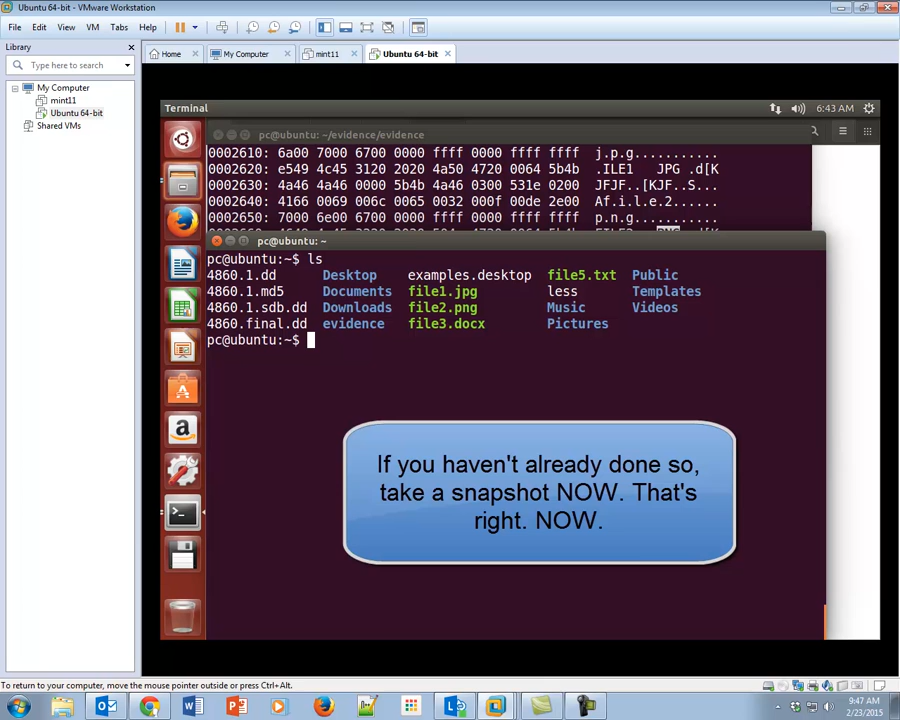 Ubuntu 64-bit - VMware Workstation
File Edit View VM Tabs Help
Library
Type here to search
My Computer
mint11
Ubuntu 64-bit
Shared VMs
Home My Computer mint11 Ubuntu 64-bit
Terminal 6:43 AM
pc@ubuntu: ~/evidence/evidence
0002610: 6a00 7000 6700 0000 ffff 0000 ffff ffff j.p.g...........
0002620: e549 4c45 3120 2020 4a50 4720 0064 5b4b .ILE1 JPG .d[K
0002630: 4a46 4a46 0000 5b4b 4a46 0300 531e 0200 JFJF..[KJF..S...
0002640: 4166 0069 006c 0065 0032 000f 00de 2e00 Af.i.l.e.2......
0002650: 7000 6e00 6700 0000 ffff 0000 ffff ffff p.n.g...........
pc@ubuntu: ~
pc@ubuntu:~$ ls
4860.1.dd Desktop examples.desktop file5.txt Public
4860.1.md5 Documents file1.jpg less Templates
4860.1.sdb.dd Downloads file2.png Music Videos
4860.final.dd evidence file3.docx Pictures
pc@ubuntu:~$
If you haven't already done so,
take a snapshot NOW. That's
right. NOW.
To return to your computer, move the mouse pointer outside or press Ctrl+Alt.
9:47 AM
2/23/2015